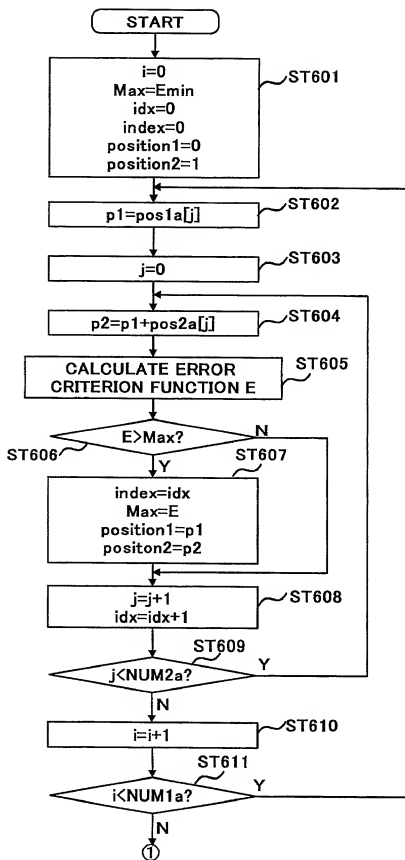 START
i=0
Max=Emin
idx=0
index=0
position1=0
position2=1
ST601
p1=pos1a[j]
ST602
j=0
ST603
p2=p1+pos2a[j]
ST604
CALCULATE ERROR
CRITERION FUNCTION E
ST605
E>Max?
N
ST606
Y
ST607
index=idx
Max=E
position1=p1
positon2=p2
j=j+1
idx=idx+1
ST608
ST609
j<NUM2a?
Y
N
i=i+1
ST610
ST611
i<NUM1a?
Y
N
①